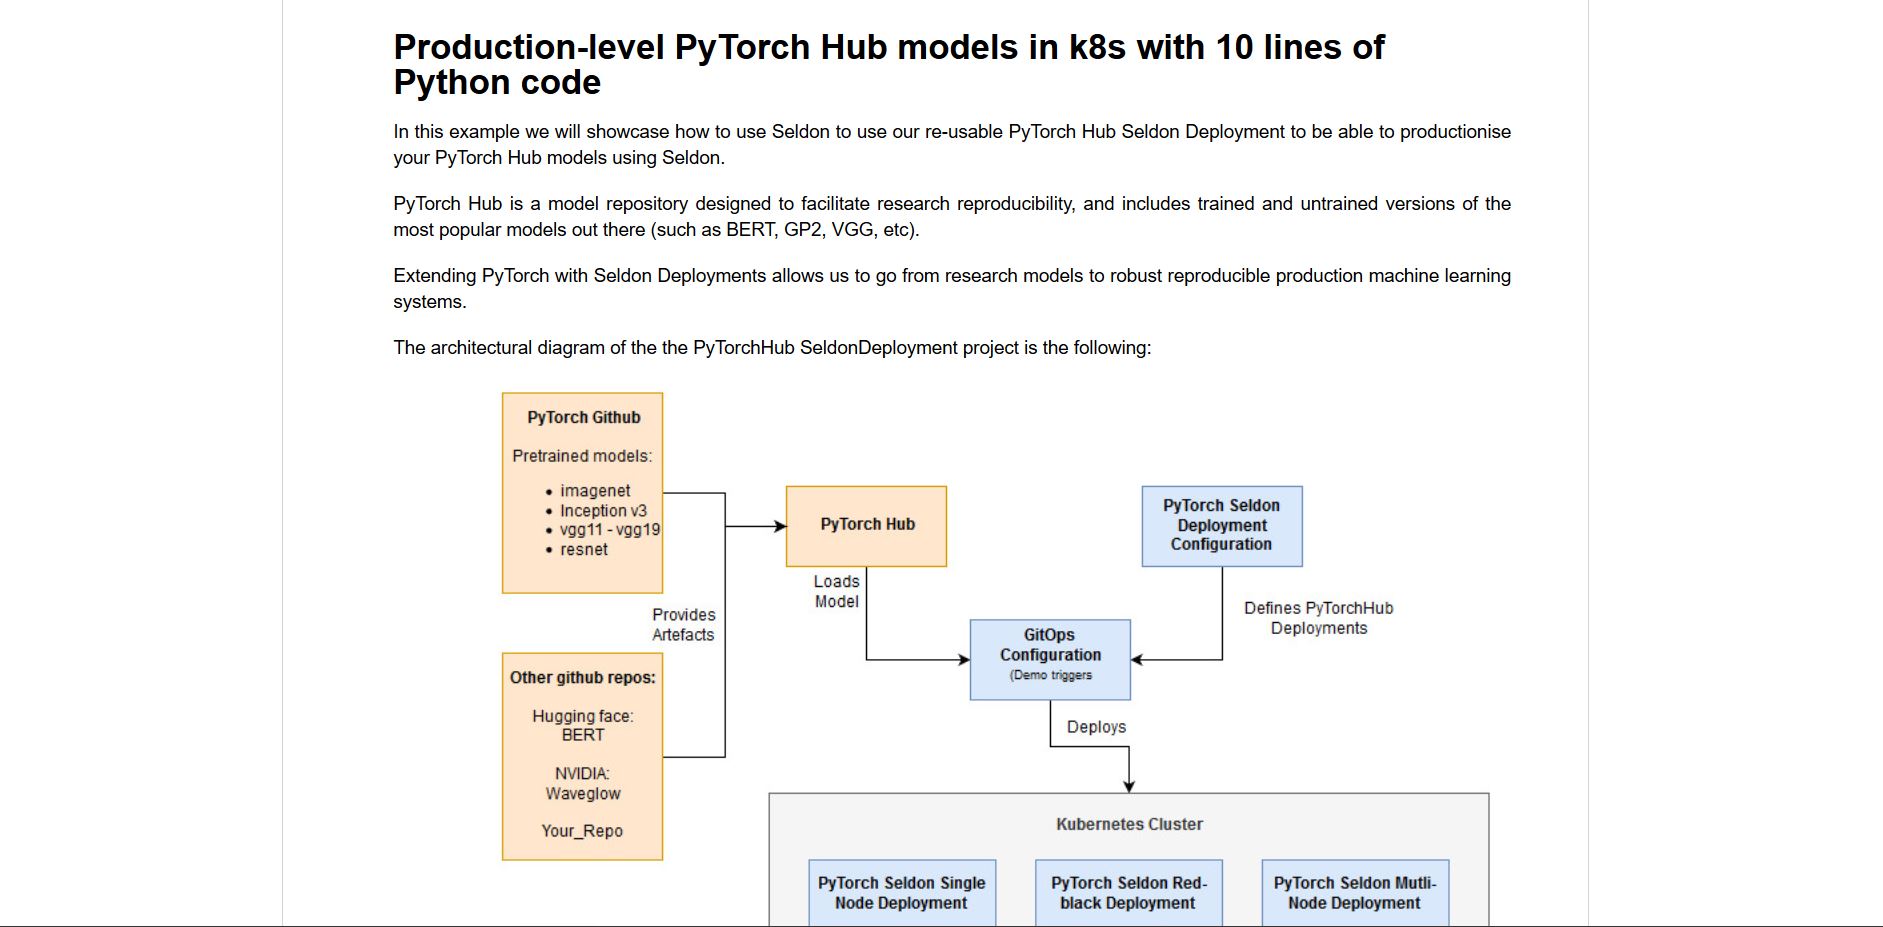 Production-level PyTorch Hub models in k8s with 10 lines of
Python code
In this example we will showcase how to use Seldon to use our re-usable PyTorch Hub Seldon Deployment to be able to productionise
your PyTorch Hub models using Seldon.
PyTorch Hub is a model repository designed to facilitate research reproducibility, and includes trained and untrained versions of the
most popular models out there (such as BERT, GP2, VGG, etc).
Extending PyTorch with Seldon Deployments allows us to go from research models to robust reproducible production machine learning
systems.
The architectural diagram of the the PyTorchHub SeldonDeployment project is the following:
PyTorch Github
Pretrained models:
• imagenet
• Inception v3
• vgg11 - vgg19
• resnet
Provides
Artefacts
Other github repos:
Hugging face:
BERT
NVIDIA:
Waveglow
Your_Repo
PyTorch Hub
Loads
Model
PyTorch Seldon
Deployment
Configuration
Defines PyTorchHub
Deployments
GitOps
Configuration
(Demo triggers
Deploys
Kubernetes Cluster
PyTorch Seldon Single
Node Deployment
PyTorch Seldon Red-
black Deployment
PyTorch Seldon Mutli-
Node Deployment